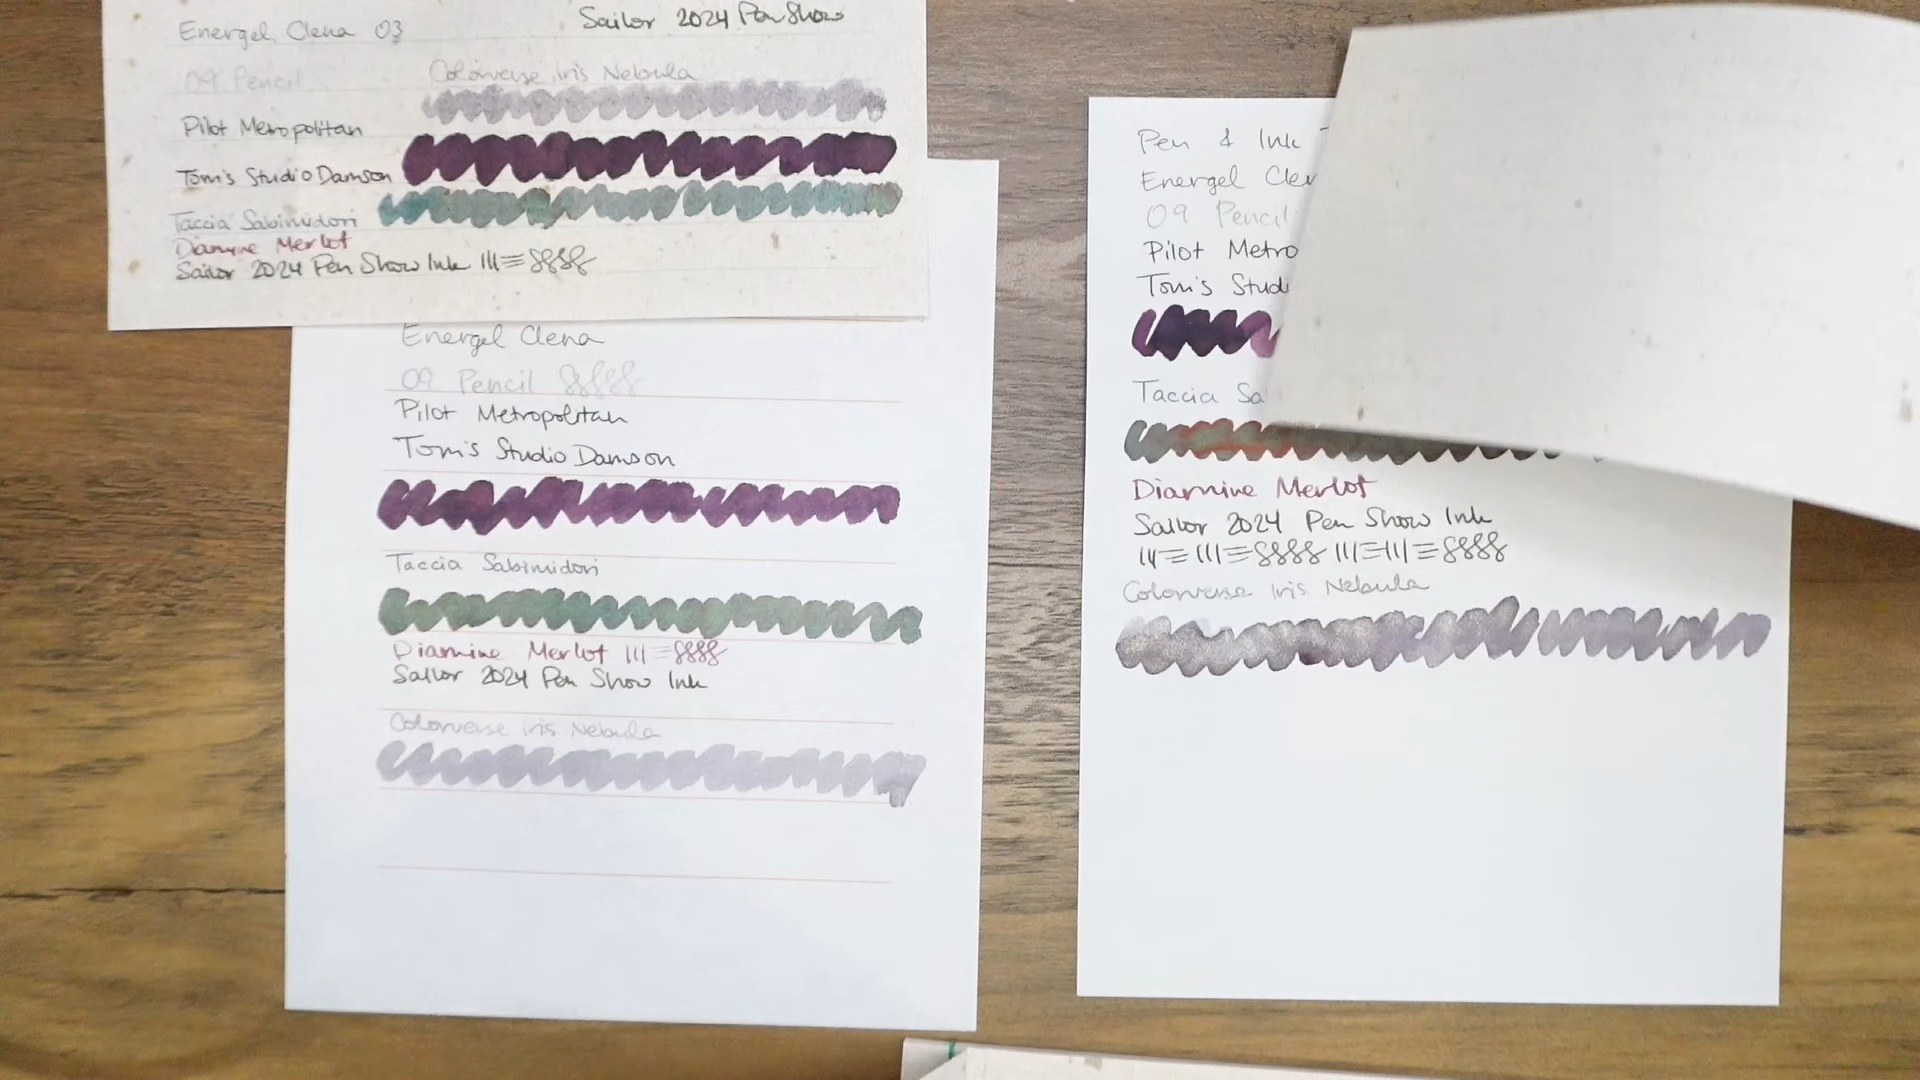 Energel Clena 03
Sailor 2024 Pen Show
09 Pencil
Colorverse Iris Nebula
Pilot Metropolitan
Tom's Studio Damson
Taccia Sabimidori
Diamine Merlot
Sailor 2024 Pen Show Ink
Energel Clena
09 Pencil
Pilot Metropolitan
Tom's Studio Damson
Taccia Sabimidori
Diamine Merlot
Sailor 2024 Pen Show Ink
Colorverse Iris Nebula
Pen & Ink
Energel Cle
09 Pencil
Pilot Metro
Tom's Studi
Taccia Sa
Diamine Merlot
Sailor 2024 Pen Show Ink
Colorverse Iris Nebula